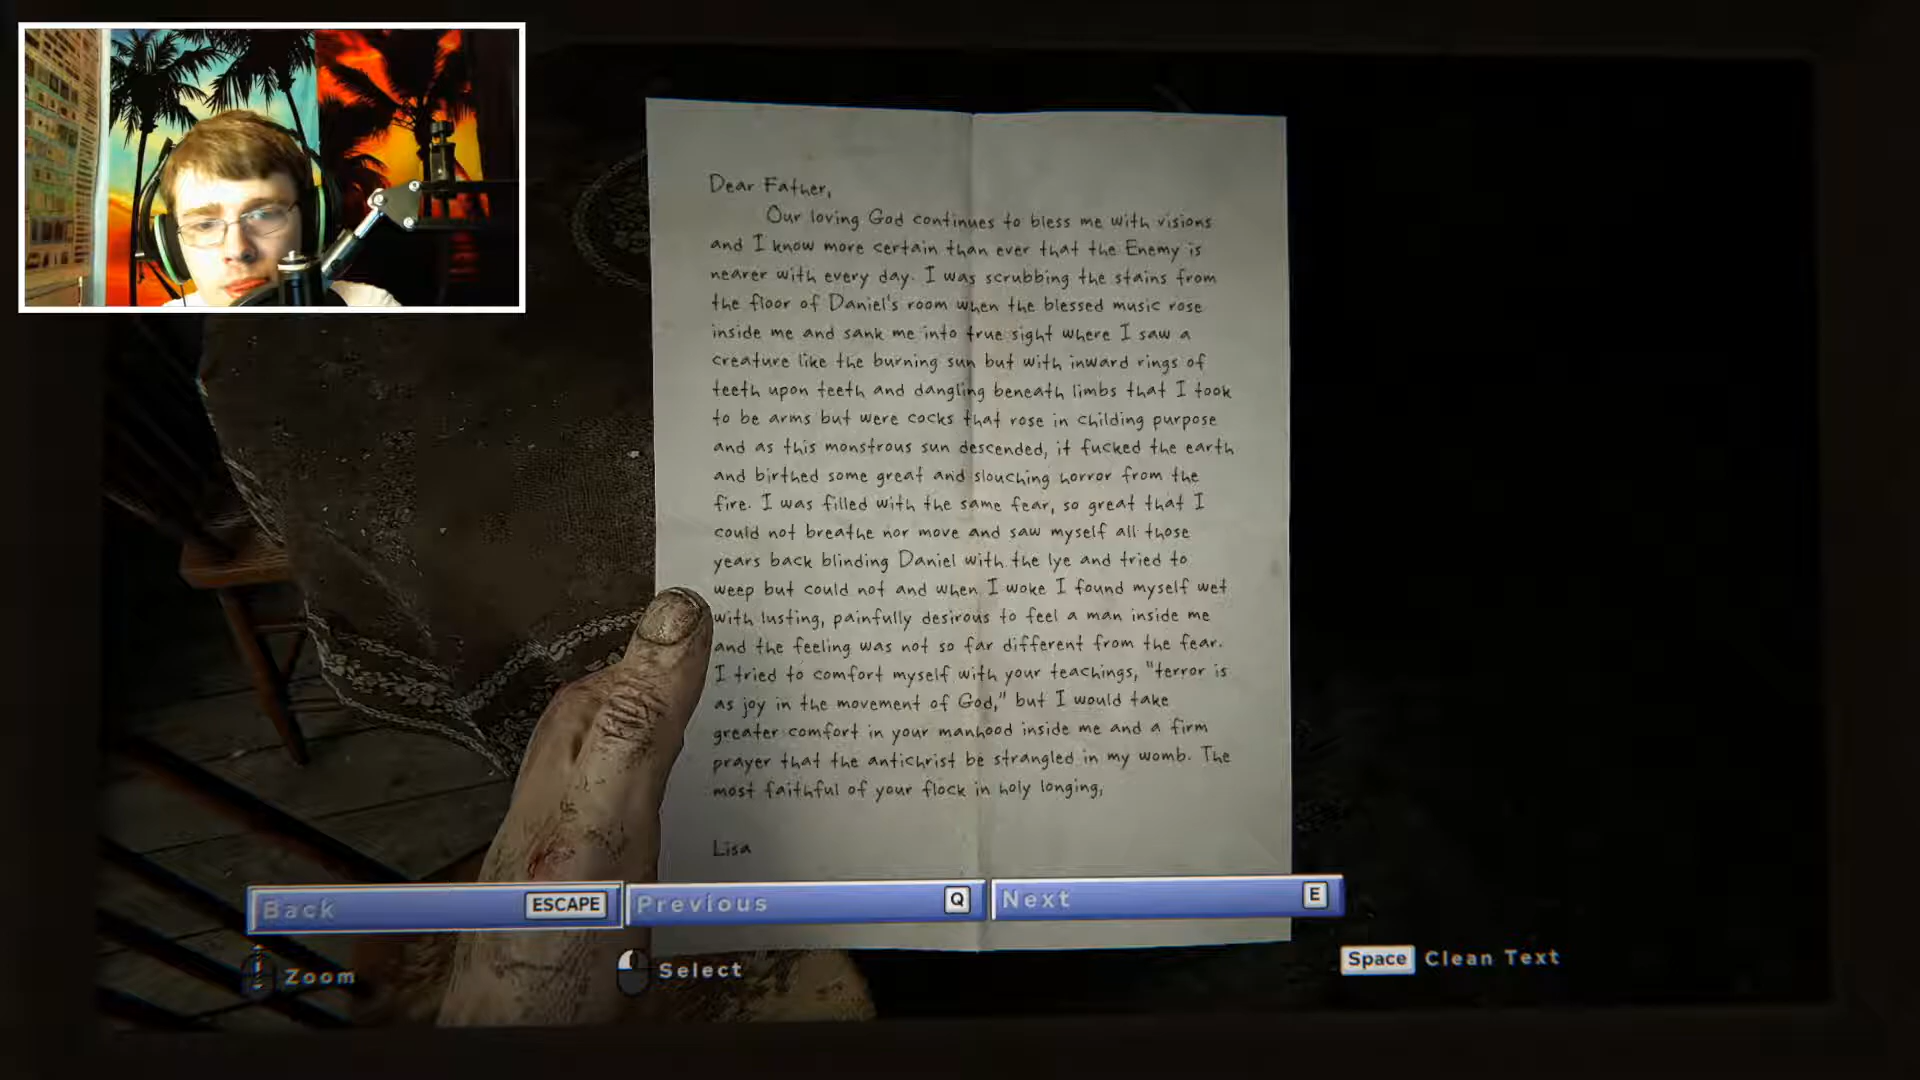 Dear Father,
Our loving God continues to bless me with visions
and I know more certain than ever that the Enemy is
nearer with every day. I was scrubbing the stains from
the floor of Daniel's room when the blessed music rose
inside me and sank me into true sight where I saw a
creature like the burning sun but with inward rings of
teeth upon teeth and dangling beneath limbs that I took
to be arms but were cocks that rose in childing purpose
and as this monstrous sun descended, it fucked the earth
and birthed some great and slouching horror from the
fire. I was filled with the same fear, so great that I
could not breathe nor move and saw myself all those
years back blinding Daniel with the lye and tried to
weep but could not and when I woke I found myself wet
with lusting, painfully desirous to feel a man inside me
and the feeling was not so far different from the fear.
I tried to comfort myself with your teachings, "terror is
as joy in the movement of God," but I would take
greater comfort in your manhood inside me and a firm
prayer that the antichrist be strangled in my womb. The
most faithful of your flock in holy longing,
Lisa
Back ESCAPE Previous Q Next E
Zoom Select Space Clean Text